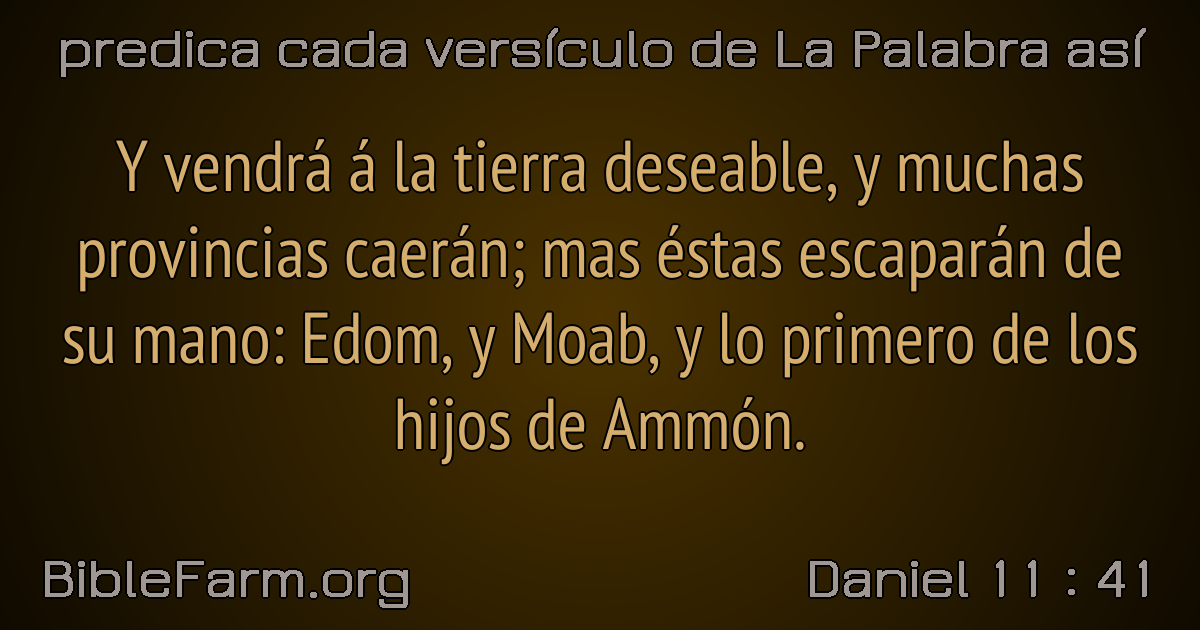 predica cada versículo de La Palabra así
Y vendrá á la tierra deseable, y muchas
provincias caerán; mas éstas escaparán de
su mano: Edom, y Moab, y lo primero de los
hijos de Ammón.
BibleFarm.org
Daniel 11 : 41